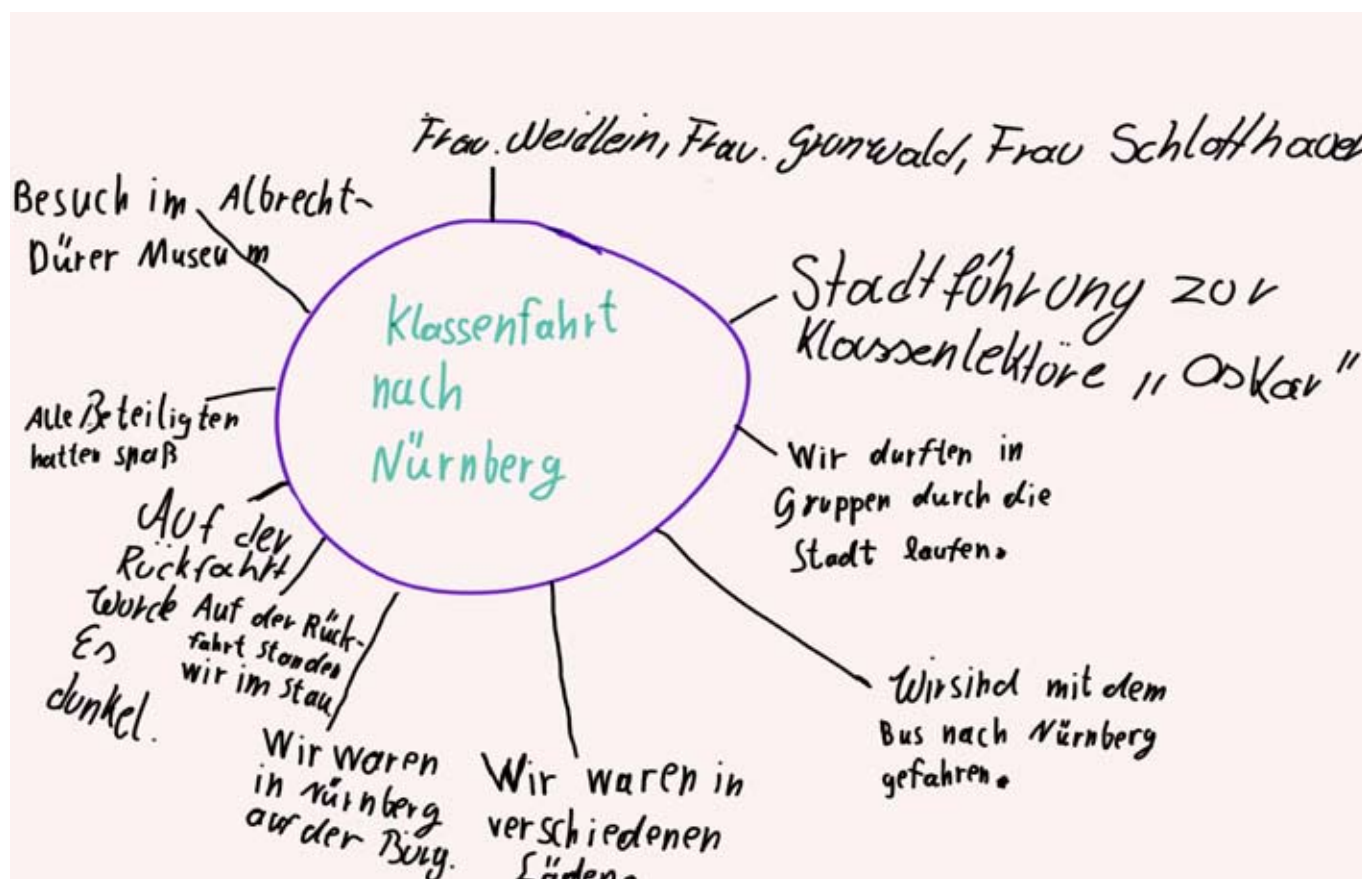 Frau. Weidlein, Frau. Grunwald, Frau Schlotthauer
Besuch im Albrecht-
Dürer Museum
Klassenfahrt
nach
Nürnberg
Stadtführung zur
Klassenlektüre „Oskar"
Wir durften in
Gruppen durch die
Stadt laufen.
Wir sind mit dem
Bus nach Nürnberg
gefahren.
Wir waren in
verschiedenen
Läden.
Wir waren
in Nürnberg
auf der Burg.
Auf der Rück-
fahrt standen
wir im Stau
Auf der
Rückfahrt
wurde
Es
dunkel.
Alle Beteiligten
hatten spaß